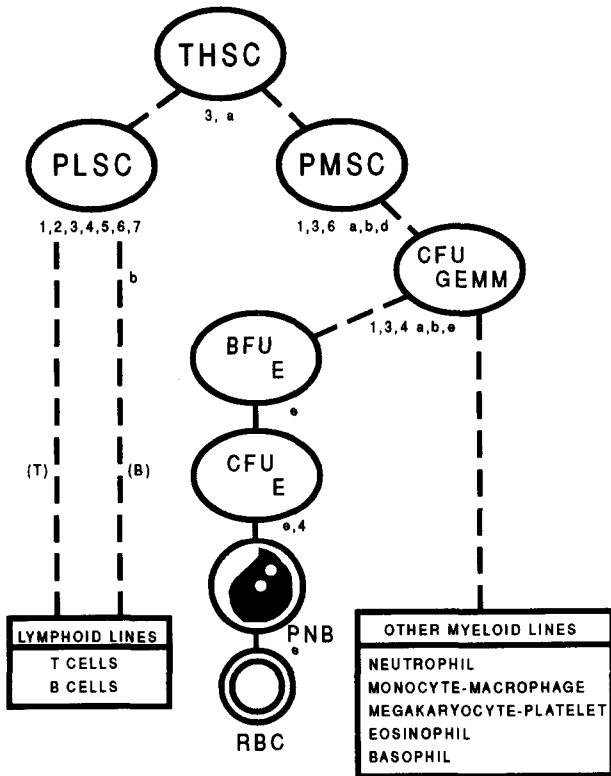 THSC
3, a
PLSC
PMSC
1,2,3,4,5,6,7
1,3,6 a,b,d
b
CFU
GEMM
1,3,4 a,b,e
BFU
E
e
CFU
E
(T)
(B)
e,4
PNB
e
RBC
LYMPHOID LINES
T CELLS
B CELLS
OTHER MYELOID LINES
NEUTROPHIL
MONOCYTE-MACROPHAGE
MEGAKARYOCYTE-PLATELET
EOSINOPHIL
BASOPHIL